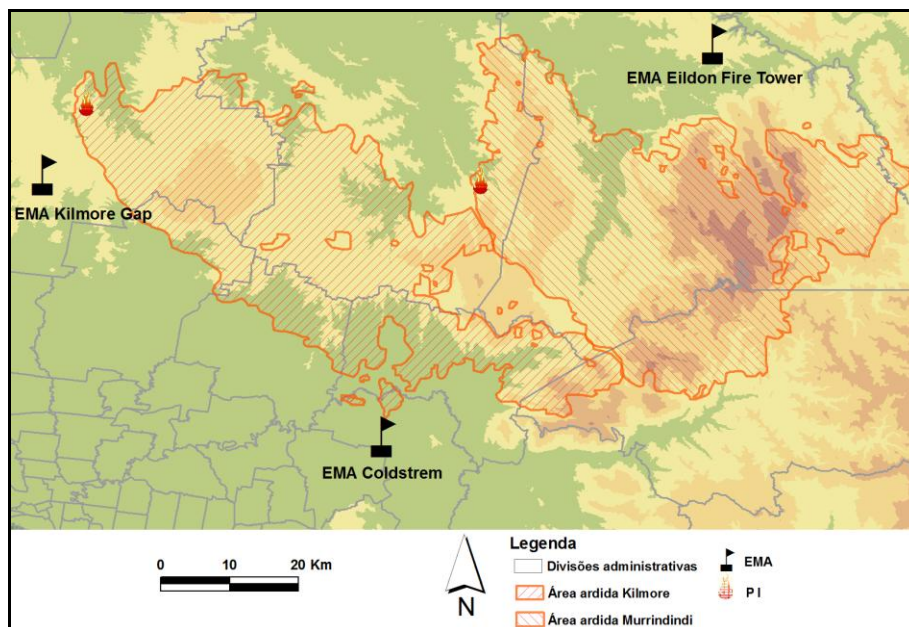 EMA Eildon Fire Tower
EMA Kilmore Gap
EMA Coldstrem
0 10 20 Km
N
Legenda
Divisões administrativas
Área ardida Kilmore
Área ardida Murrindindi
EMA
P I